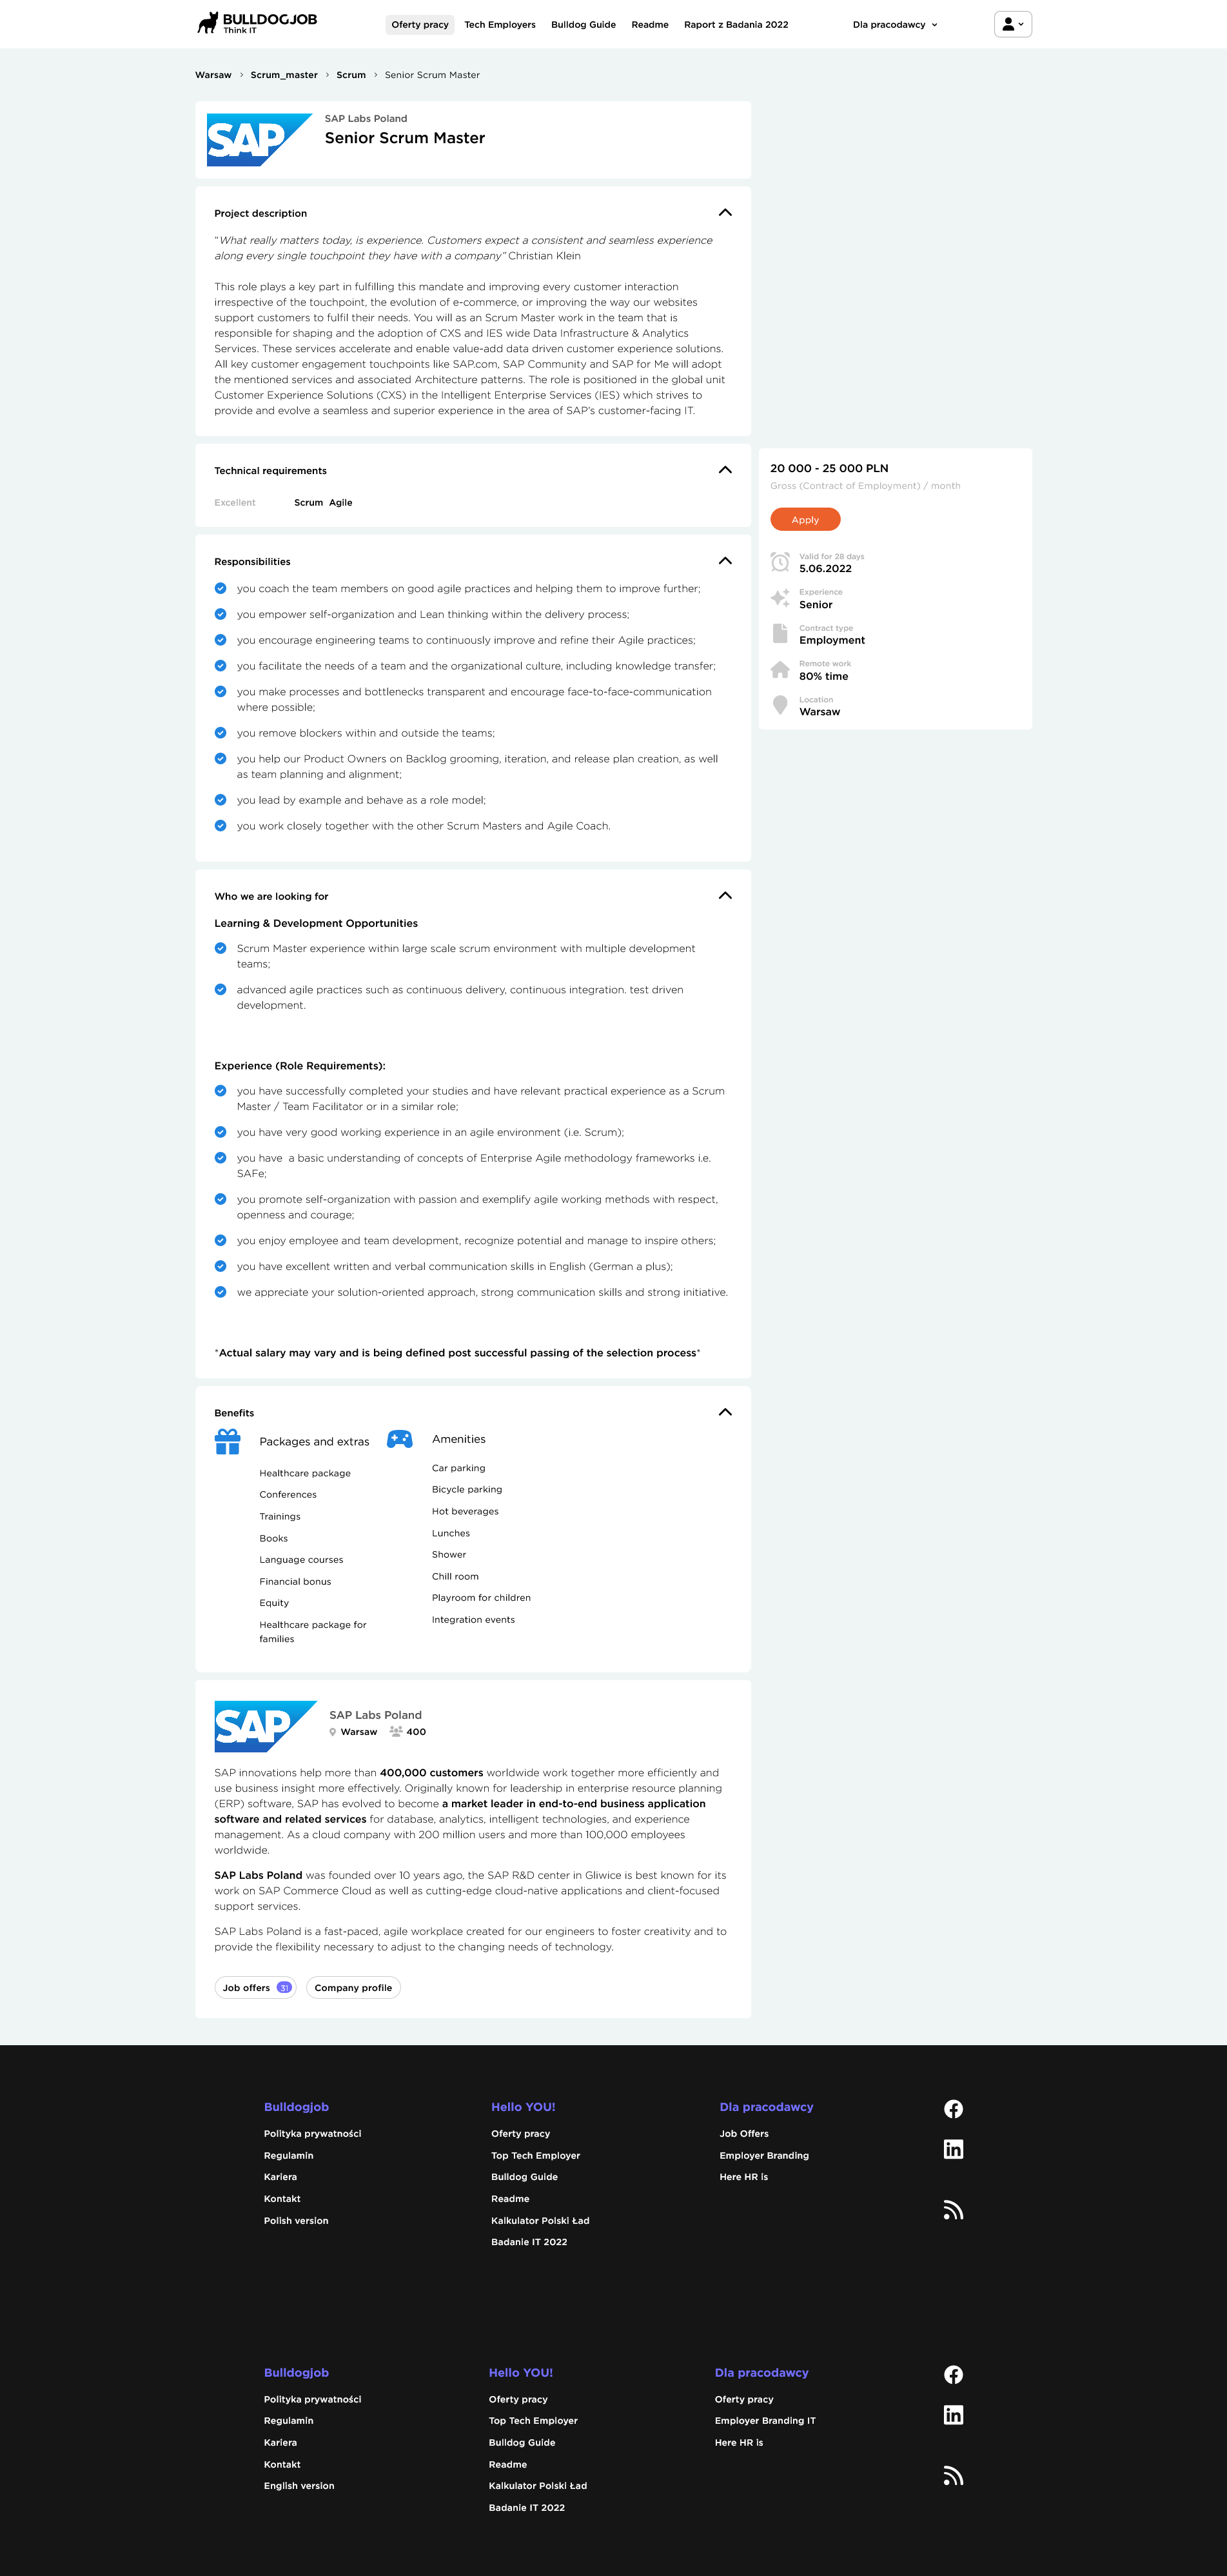 BULLDOGJOB
Think IT
Oferty pracy
Tech Employers
Bulldog Guide
Readme
Raport z Badania 2022
Dla pracodawcy
Warsaw > Scrum_master > Scrum > Senior Scrum Master
SAP
SAP Labs Poland
Senior Scrum Master
Project description
“What really matters today, is experience. Customers expect a consistent and seamless experience
along every single touchpoint they have with a company” Christian Klein
This role plays a key part in fulfilling this mandate and improving every customer interaction
irrespective of the touchpoint, the evolution of e-commerce, or improving the way our websites
support customers to fulfil their needs. You will as an Scrum Master work in the team that is
responsible for shaping and the adoption of CXS and IES wide Data Infrastructure & Analytics
Services. These services accelerate and enable value-add data driven customer experience solutions.
All key customer engagement touchpoints like SAP.com, SAP Community and SAP for Me will adopt
the mentioned services and associated Architecture patterns. The role is positioned in the global unit
Customer Experience Solutions (CXS) in the Intelligent Enterprise Services (IES) which strives to
provide and evolve a seamless and superior experience in the area of SAP's customer-facing IT.
Technical requirements
Excellent
Scrum Agile
20 000 - 25 000 PLN
Gross (Contract of Employment) / month
Apply
Valid for 28 days
5.06.2022
Experience
Senior
Contract type
Employment
Remote work
80% time
Location
Warsaw
Responsibilities
you coach the team members on good agile practices and helping them to improve further;
you empower self-organization and Lean thinking within the delivery process;
you encourage engineering teams to continuously improve and refine their Agile practices;
you facilitate the needs of a team and the organizational culture, including knowledge transfer;
you make processes and bottlenecks transparent and encourage face-to-face-communication
where possible;
you remove blockers within and outside the teams;
you help our Product Owners on Backlog grooming, iteration, and release plan creation, as well
as team planning and alignment;
you lead by example and behave as a role model;
you work closely together with the other Scrum Masters and Agile Coach.
Who we are looking for
Learning & Development Opportunities
Scrum Master experience within large scale scrum environment with multiple development
teams;
advanced agile practices such as continuous delivery, continuous integration. test driven
development.
Experience (Role Requirements):
you have successfully completed your studies and have relevant practical experience as a Scrum
Master / Team Facilitator or in a similar role;
you have very good working experience in an agile environment (i.e. Scrum);
you have a basic understanding of concepts of Enterprise Agile methodology frameworks i.e.
SAFe;
you promote self-organization with passion and exemplify agile working methods with respect,
openness and courage;
you enjoy employee and team development, recognize potential and manage to inspire others;
you have excellent written and verbal communication skills in English (German a plus);
we appreciate your solution-oriented approach, strong communication skills and strong initiative.
*Actual salary may vary and is being defined post successful passing of the selection process*
Benefits
Packages and extras
Healthcare package
Conferences
Trainings
Books
Language courses
Financial bonus
Equity
Healthcare package for
families
Amenities
Car parking
Bicycle parking
Hot beverages
Lunches
Shower
Chill room
Playroom for children
Integration events
SAP
SAP Labs Poland
Warsaw
400
SAP innovations help more than 400,000 customers worldwide work together more efficiently and
use business insight more effectively. Originally known for leadership in enterprise resource planning
(ERP) software, SAP has evolved to become a market leader in end-to-end business application
software and related services for database, analytics, intelligent technologies, and experience
management. As a cloud company with 200 million users and more than 100,000 employees
worldwide.
SAP Labs Poland was founded over 10 years ago, the SAP R&D center in Gliwice is best known for its
work on SAP Commerce Cloud as well as cutting-edge cloud-native applications and client-focused
support services.
SAP Labs Poland is a fast-paced, agile workplace created for our engineers to foster creativity and to
provide the flexibility necessary to adjust to the changing needs of technology.
Job offers 31
Company profile
Bulldogjob
Polityka prywatności
Regulamin
Kariera
Kontakt
Polish version
Hello YOU!
Oferty pracy
Top Tech Employer
Bulldog Guide
Readme
Kalkulator Polski Ład
Badanie IT 2022
Dla pracodawcy
Job Offers
Employer Branding
Here HR is
Bulldogjob
Polityka prywatności
Regulamin
Kariera
Kontakt
English version
Hello YOU!
Oferty pracy
Top Tech Employer
Bulldog Guide
Readme
Kalkulator Polski Ład
Badanie IT 2022
Dla pracodawcy
Oferty pracy
Employer Branding IT
Here HR is